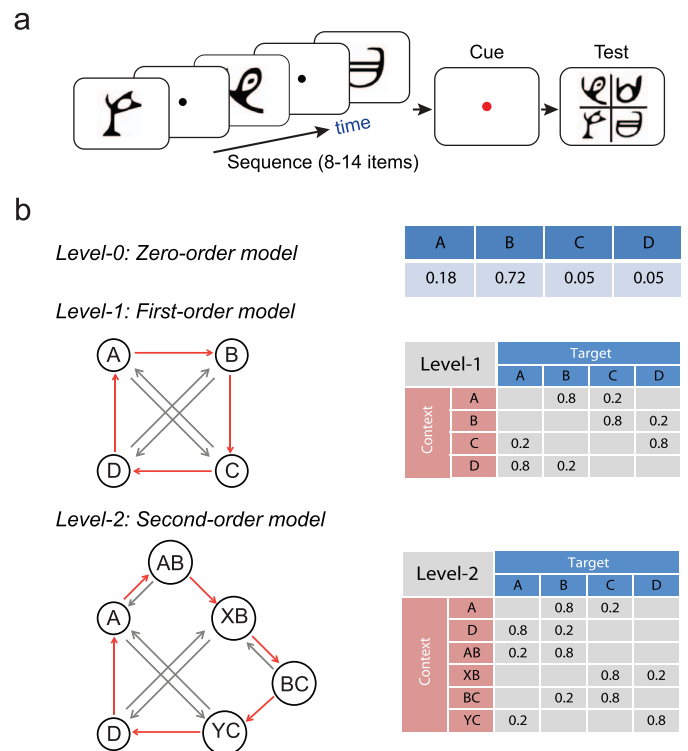 a
Cue
Test
time
Sequence (8-14 items)
b
Level-0: Zero-order model
A B C D
0.18 0.72 0.05 0.05
Level-1: First-order model
A B
D C
Level-1 Target
A B C D
Context
A 0.8 0.2
B 0.8 0.2
C 0.2 0.8
D 0.8 0.2
Level-2: Second-order model
AB
A XB
BC
D YC
Level-2 Target
A B C D
Context
A 0.8 0.2
D 0.8 0.2
AB 0.2 0.8
XB 0.8 0.2
BC 0.2 0.8
YC 0.2 0.8